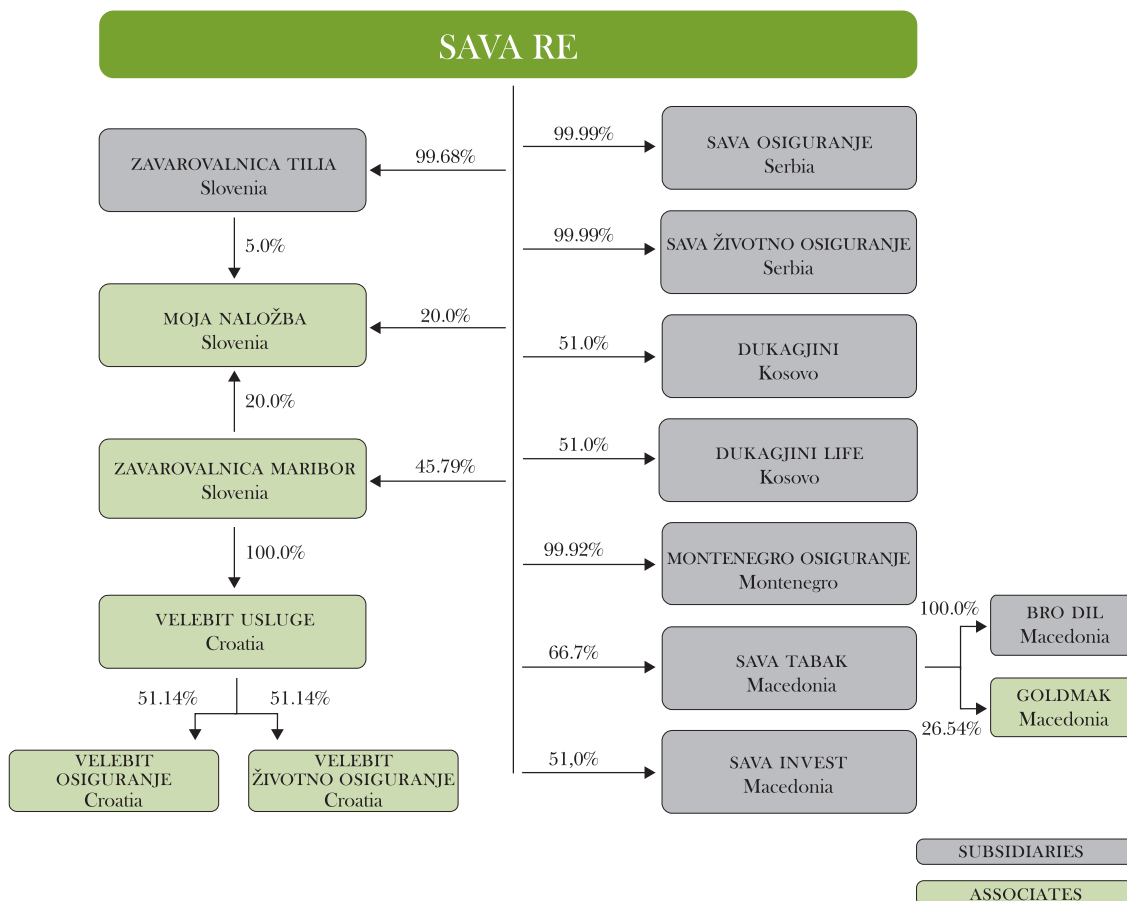 SAVA RE
ZAVAROVALNICA TILIA
Slovenia
99.68%
5.0%
MOJA NALOŽBA
Slovenia
20.0%
20.0%
ZAVAROVALNICA MARIBOR
Slovenia
45.79%
100.0%
VELEBIT USLUGE
Croatia
51.14%
51.14%
VELEBIT
OSIGURANJE
Croatia
VELEBIT
ŽIVOTNO OSIGURANJE
Croatia
99.99%
SAVA OSIGURANJE
Serbia
99.99%
SAVA ŽIVOTNO OSIGURANJE
Serbia
51.0%
DUKAGJINI
Kosovo
51.0%
DUKAGJINI LIFE
Kosovo
99.92%
MONTENEGRO OSIGURANJE
Montenegro
66.7%
SAVA TABAK
Macedonia
100.0%
BRO DIL
Macedonia
26.54%
GOLDMAK
Macedonia
51,0%
SAVA INVEST
Macedonia
SUBSIDIARIES
ASSOCIATES